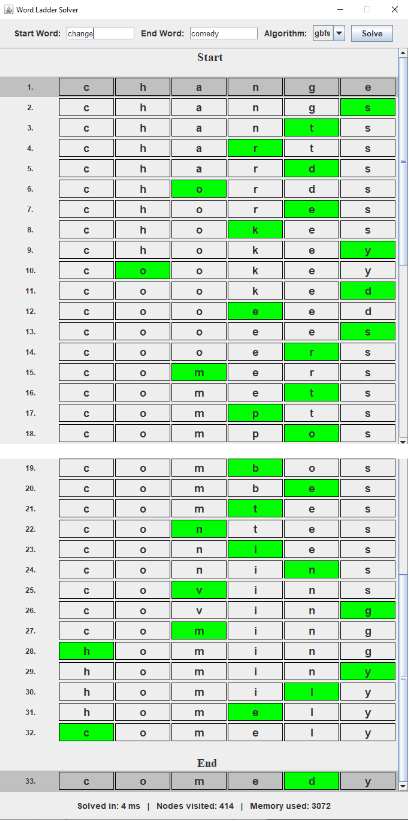 Word Ladder Solver
Start Word: change End Word: comedy Algorithm: gbfs Solve
Start
1. c h a n g e
2. c h a n g s
3. c h a n t s
4. c h a r t s
5. c h a r d s
6. c h o r d s
7. c h o r e s
8. c h o k e s
9. c h o k e y
10. c o o k e y
11. c o o k e d
12. c o o e e d
13. c o o e e s
14. c o o e r s
15. c o m e r s
16. c o m e t s
17. c o m p t s
18. c o m p o s
19. c o m b o s
20. c o m b e s
21. c o m t e s
22. c o n t e s
23. c o n i e s
24. c o n i n s
25. c o v i n s
26. c o v i n g
27. c o m i n g
28. h o m i n g
29. h o m i n y
30. h o m i l y
31. h o m e l y
32. c o m e l y
End
33. c o m e d y
Solved in: 4 ms | Nodes visited: 414 | Memory used: 3072